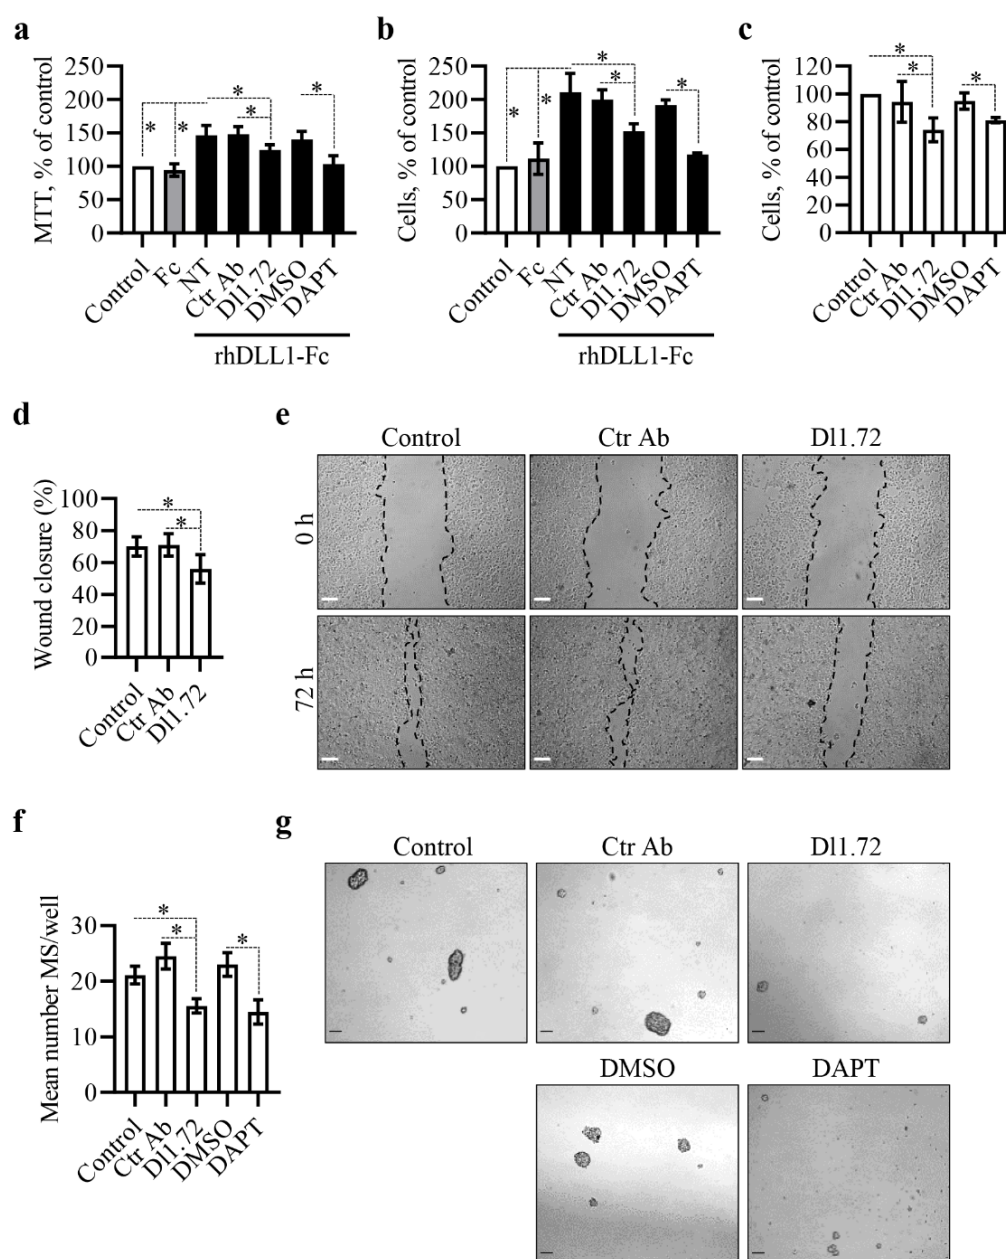 a
MTT, % of control
250
200
150
100
50
0
* * * * *
Control
Fc
NT
Ctr Ab
Dl1.72
DMSO
DAPT
rhDLL1-Fc
b
Cells, % of control
250
200
150
100
50
0
* * * * *
Control
Fc
NT
Ctr Ab
Dl1.72
DMSO
DAPT
rhDLL1-Fc
c
Cells, % of control
120
100
80
60
40
20
0
* * *
Control
Ctr Ab
Dl1.72
DMSO
DAPT
d
Wound closure (%)
100
80
60
40
20
0
* *
Control
Ctr Ab
Dl1.72
e
Control Ctr Ab Dl1.72
0 h
72 h
f
Mean number MS/well
30
20
10
0
* * *
Control
Ctr Ab
Dl1.72
DMSO
DAPT
g
Control Ctr Ab Dl1.72
DMSO DAPT